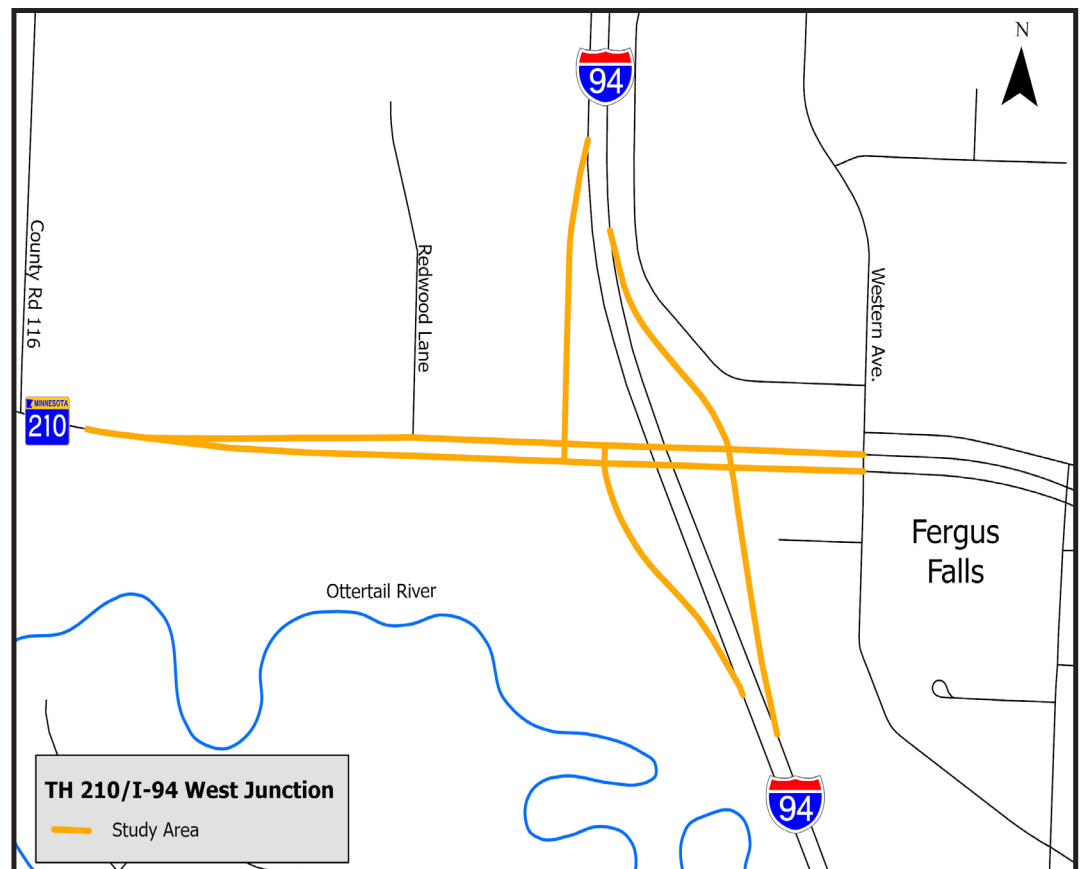 N
94
County Rd 116
Redwood Lane
Western Ave.
MINNESOTA
210
Fergus
Falls
Ottertail River
TH 210/I-94 West Junction
Study Area
94